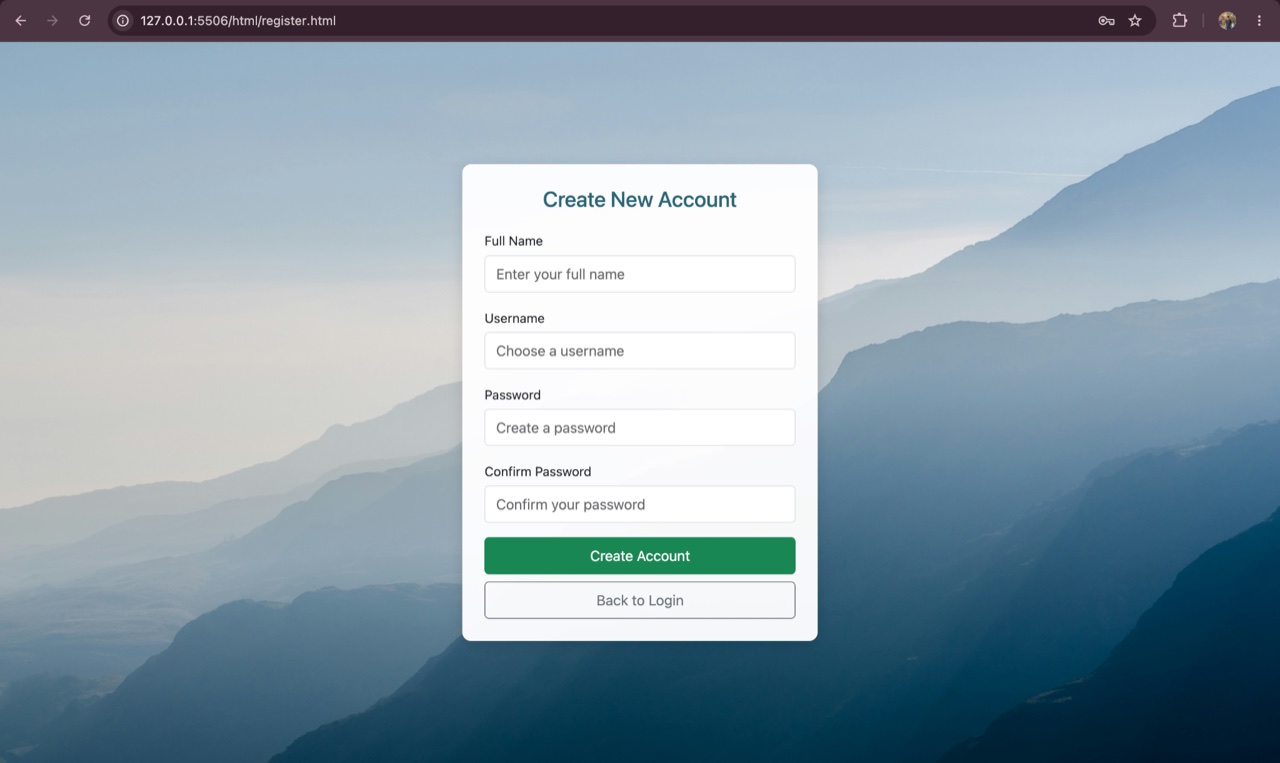 127.0.0.1:5506/html/register.html
Create New Account
Full Name
Enter your full name
Username
Choose a username
Password
Create a password
Confirm Password
Confirm your password
Create Account
Back to Login